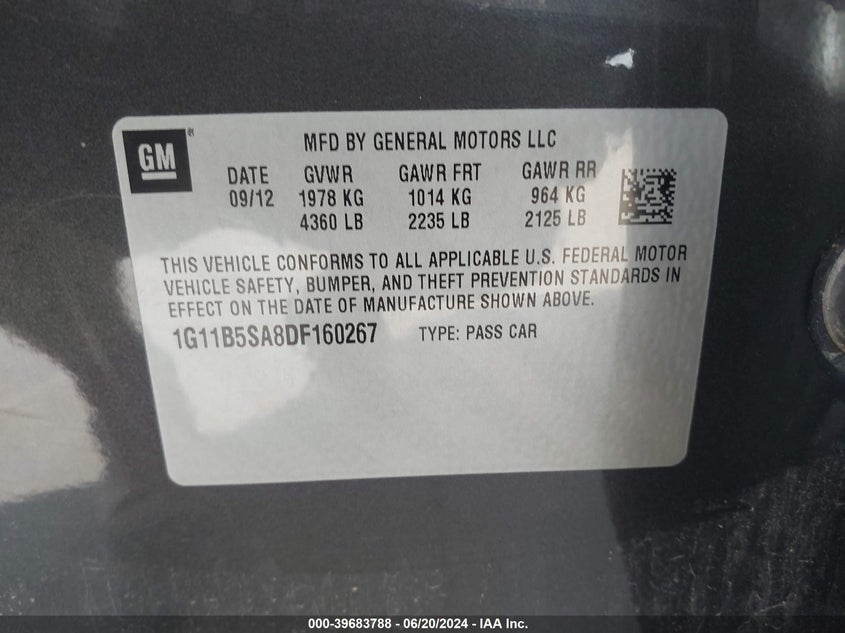 GM
MFD BY GENERAL MOTORS LLC
DATE GVWR GAWR FRT GAWR RR
09/12 1978 KG 1014 KG 964 KG
4360 LB 2235 LB 2125 LB
THIS VEHICLE CONFORMS TO ALL APPLICABLE U.S. FEDERAL MOTOR
VEHICLE SAFETY, BUMPER, AND THEFT PREVENTION STANDARDS IN
EFFECT ON THE DATE OF MANUFACTURE SHOWN ABOVE.
1G11B5SA8DF160267 TYPE: PASS CAR
000-39683788 - 06/20/2024 - IAA Inc.